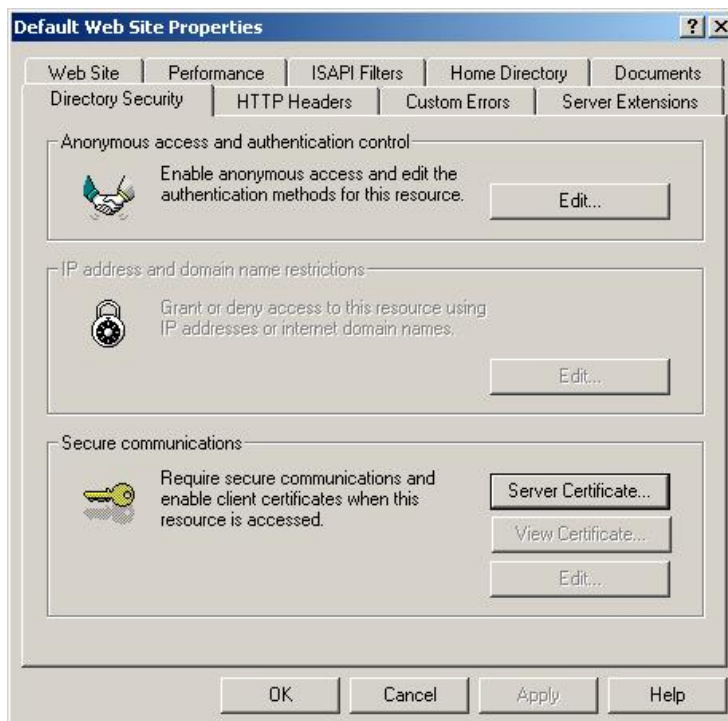 Default Web Site Properties
? X
Web Site Performance ISAPI Filters Home Directory Documents
Directory Security HTTP Headers Custom Errors Server Extensions
Anonymous access and authentication control
Enable anonymous access and edit the
authentication methods for this resource.
Edit...
IP address and domain name restrictions
Grant or deny access to this resource using
IP addresses or internet domain names.
Edit...
Secure communications
Require secure communications and
enable client certificates when this
resource is accessed.
Server Certificate...
View Certificate...
Edit...
OK Cancel Apply Help